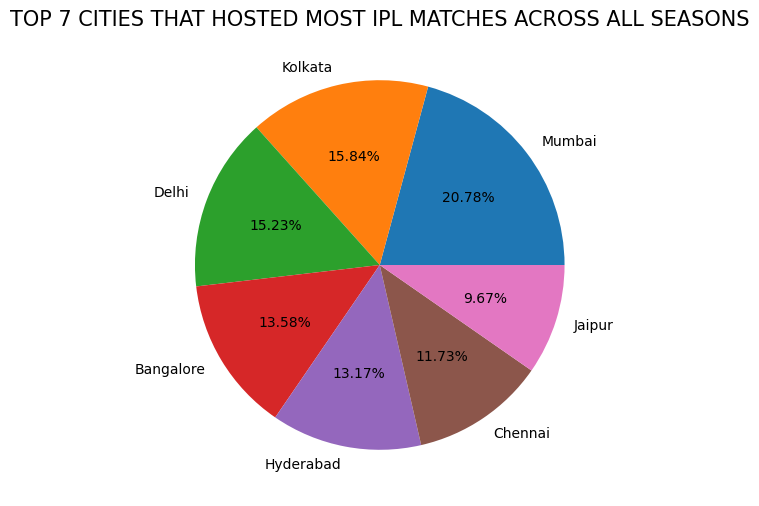 TOP 7 CITIES THAT HOSTED MOST IPL MATCHES ACROSS ALL SEASONS
Kolkata
Mumbai
15.84%
Delhi
20.78%
15.23%
9.67%
13.58%
Jaipur
11.73%
Bangalore
13.17%
Chennai
Hyderabad